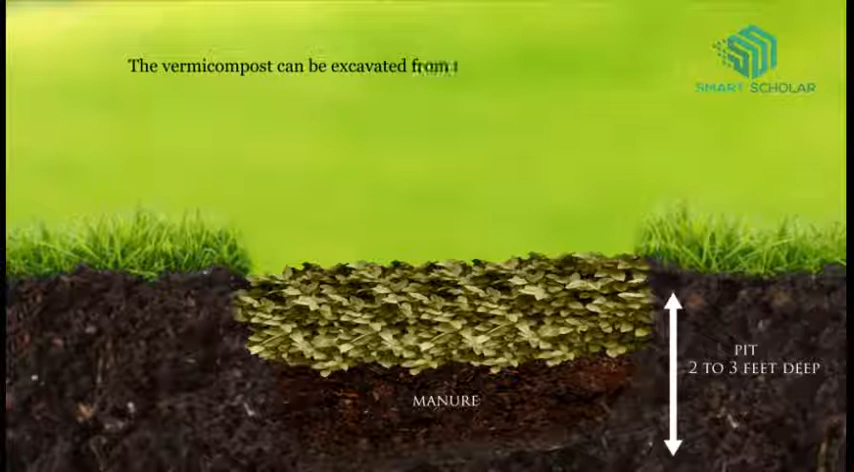 The vermicompost can be excavated from
SMART SCHOLAR
PIT
2 TO 3 FEET DEEP
MANURE